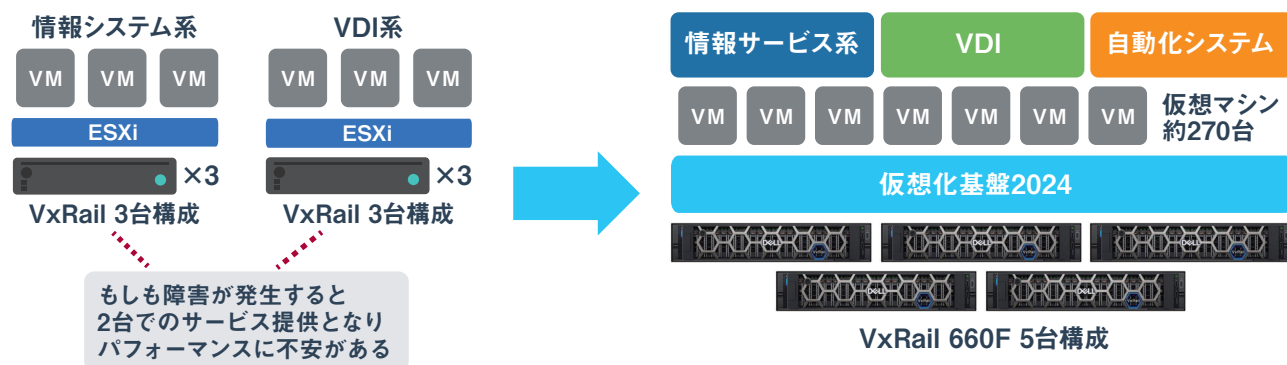 情報システム系
VM VM VM
ESXi
×3
VxRail 3台構成
VDI系
VM VM VM
ESXi
×3
VxRail 3台構成
もしも障害が発生すると
2台でのサービス提供となり
パフォーマンスに不安がある
情報サービス系 VDI 自動化システム
VM VM VM VM VM VM VM
仮想マシン
約270台
仮想化基盤2024
DELL DELL DELL
DELL DELL
VxRail 660F 5台構成